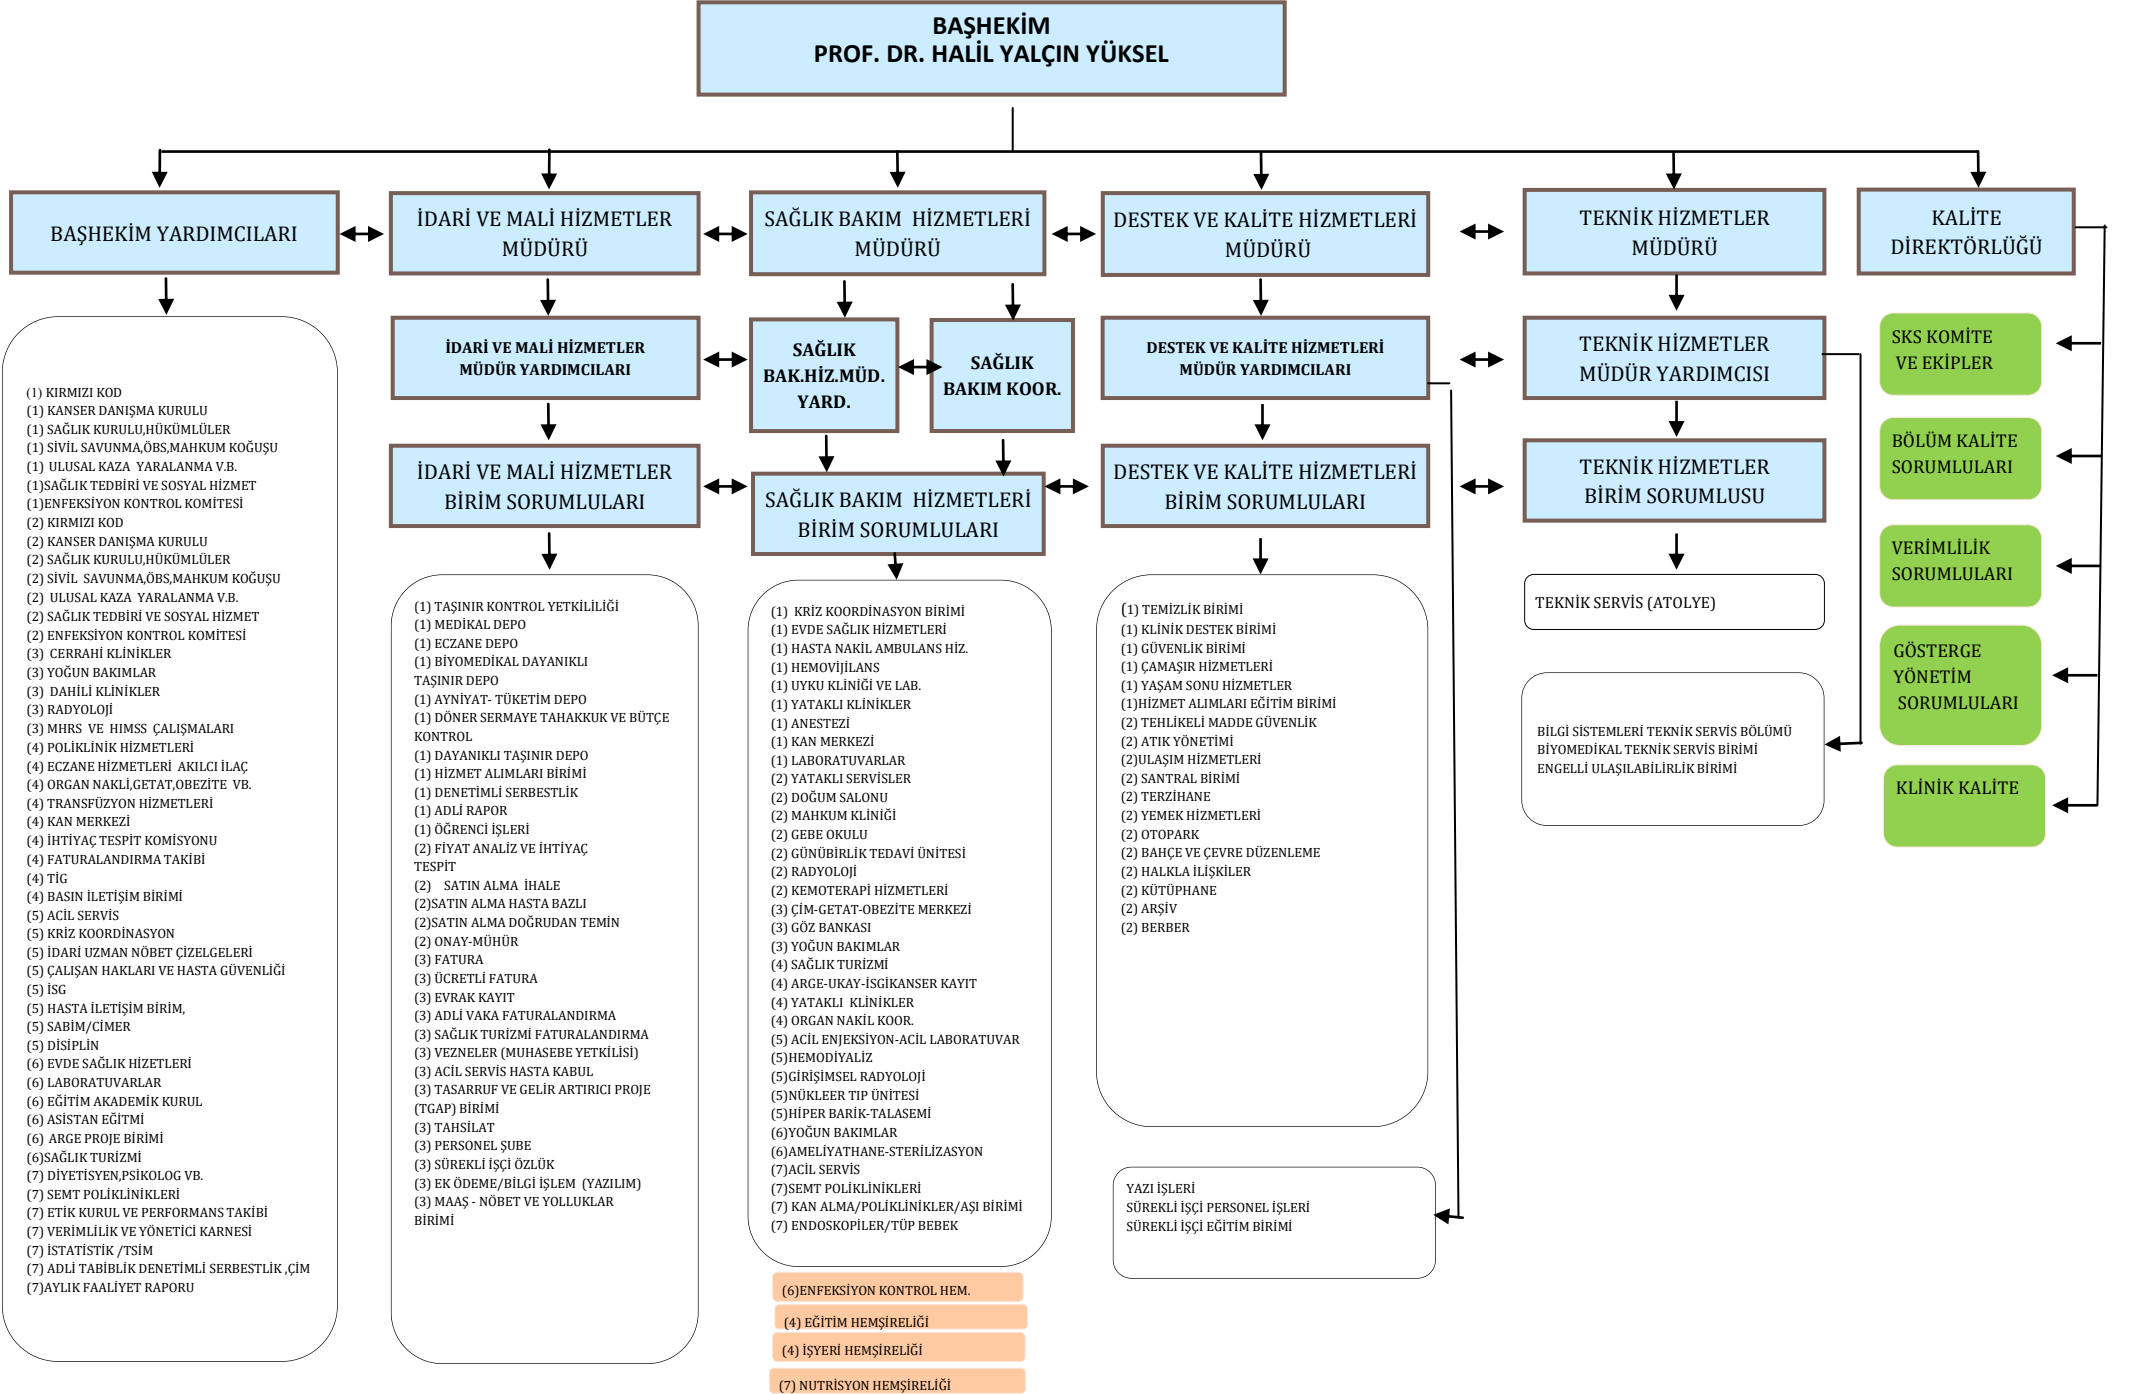 BAŞHEKİM
PROF. DR. HALİL YALÇIN YÜKSEL
BAŞHEKİM YARDIMCILARI
İDARİ VE MALİ HİZMETLER
MÜDÜRÜ
SAĞLIK BAKIM HİZMETLERİ
MÜDÜRÜ
DESTEK VE KALİTE HİZMETLERİ
MÜDÜRÜ
TEKNİK HİZMETLER
MÜDÜRÜ
KALİTE
DİREKTÖRLÜĞÜ
İDARİ VE MALİ HİZMETLER
MÜDÜR YARDIMCILARI
SAĞLIK
BAK.HİZ.MÜD.
YARD.
SAĞLIK
BAKIM KOOR.
DESTEK VE KALİTE HİZMETLERİ
MÜDÜR YARDIMCILARI
TEKNİK HİZMETLER
MÜDÜR YARDIMCISI
İDARİ VE MALİ HİZMETLER
BİRİM SORUMLULARI
SAĞLIK BAKIM HİZMETLERİ
BİRİM SORUMLULARI
DESTEK VE KALİTE HİZMETLERİ
BİRİM SORUMLULARI
TEKNİK HİZMETLER
BİRİM SORUMLUSU
(1) KIRMIZI KOD
(1) KANSER DANIŞMA KURULU
(1) SAĞLIK KURULU,HÜKÜMLÜLER
(1) SİVİL SAVUNMA,ÖBS,MAHKUM KOĞUŞU
(1) ULUSAL KAZA YARALANMA V.B.
(1)SAĞLIK TEDBİRİ VE SOSYAL HİZMET
(1)ENFEKSİYON KONTROL KOMİTESİ
(2) KIRMIZI KOD
(2) KANSER DANIŞMA KURULU
(2) SAĞLIK KURULU,HÜKÜMLÜLER
(2) SİVİL SAVUNMA,ÖBS,MAHKUM KOĞUŞU
(2) ULUSAL KAZA YARALANMA V.B.
(2) SAĞLIK TEDBİRİ VE SOSYAL HİZMET
(2) ENFEKSİYON KONTROL KOMİTESİ
(3) CERRAHİ KLİNİKLER
(3) YOĞUN BAKIMLAR
(3) DAHİLİ KLİNİKLER
(3) RADYOLOJİ
(3) MHRS VE HIMSS ÇALIŞMALARI
(4) POLİKLİNİK HİZMETLERİ
(4) ECZANE HİZMETLERİ AKILCI İLAÇ
(4) ORGAN NAKLİ,GETAT,OBEZİTE VB.
(4) TRANSFÜZYON HİZMETLERİ
(4) KAN MERKEZİ
(4) İHTİYAÇ TESPİT KOMİSYONU
(4) FATURALANDIRMA TAKİBİ
(4) TİG
(4) BASIN İLETİŞİM BİRİMİ
(5) ACİL SERVİS
(5) KRİZ KOORDİNASYON
(5) İDARİ UZMAN NÖBET ÇİZELGELERİ
(5) ÇALIŞAN HAKLARI VE HASTA GÜVENLİĞİ
(5) İSG
(5) HASTA İLETİŞİM BİRİM,
(5) SABİM/CİMER
(5) DİSİPLİN
(6) EVDE SAĞLIK HİZETLERİ
(6) LABORATUVARLAR
(6) EĞİTİM AKADEMİK KURUL
(6) ASİSTAN EĞİTMİ
(6) ARGE PROJE BİRİMİ
(6)SAĞLIK TURİZMİ
(7) DİYETİSYEN,PSİKOLOG VB.
(7) SEMT POLİKLİNİKLERİ
(7) ETİK KURUL VE PERFORMANS TAKİBİ
(7) VERİMLİLİK VE YÖNETİCİ KARNESİ
(7) İSTATİSTİK /TSİM
(7) ADLİ TABİBLİK DENETİMLİ SERBESTLİK ,ÇİM
(7)AYLIK FAALİYET RAPORU
(1) TAŞINIR KONTROL YETKİLİLİĞİ
(1) MEDİKAL DEPO
(1) ECZANE DEPO
(1) BİYOMEDİKAL DAYANIKLI
TAŞINIR DEPO
(1) AYNİYAT- TÜKETİM DEPO
(1) DÖNER SERMAYE TAHAKKUK VE BÜTÇE
KONTROL
(1) DAYANIKLI TAŞINIR DEPO
(1) HİZMET ALIMLARI BİRİMİ
(1) DENETİMLİ SERBESTLİK
(1) ADLİ RAPOR
(1) ÖĞRENCİ İŞLERİ
(2) FİYAT ANALİZ VE İHTİYAÇ
TESPİT
(2) SATIN ALMA İHALE
(2)SATIN ALMA HASTA BAZLI
(2)SATIN ALMA DOĞRUDAN TEMİN
(2) ONAY-MÜHÜR
(3) FATURA
(3) ÜCRETLİ FATURA
(3) EVRAK KAYIT
(3) ADLİ VAKA FATURALANDIRMA
(3) SAĞLIK TURİZMİ FATURALANDIRMA
(3) VEZNELER (MUHASEBE YETKİLİSİ)
(3) ACİL SERVİS HASTA KABUL
(3) TASARRUF VE GELİR ARTIRICI PROJE
(TGAP) BİRİMİ
(3) TAHSİLAT
(3) PERSONEL ŞUBE
(3) SÜREKLİ İŞÇİ ÖZLÜK
(3) EK ÖDEME/BİLGİ İŞLEM (YAZILIM)
(3) MAAŞ - NÖBET VE YOLLUKLAR
BİRİMİ
(1) KRİZ KOORDİNASYON BİRİMİ
(1) EVDE SAĞLIK HİZMETLERİ
(1) HASTA NAKİL AMBULANS HİZ.
(1) HEMOVİJİLANS
(1) UYKU KLİNİĞİ VE LAB.
(1) YATAKLI KLİNİKLER
(1) ANESTEZİ
(1) KAN MERKEZİ
(1) LABORATUVARLAR
(2) YATAKLI SERVİSLER
(2) DOĞUM SALONU
(2) MAHKUM KLİNİĞİ
(2) GEBE OKULU
(2) GÜNÜBİRLİK TEDAVİ ÜNİTESİ
(2) RADYOLOJİ
(2) KEMOTERAPİ HİZMETLERİ
(3) ÇİM-GETAT-OBEZİTE MERKEZİ
(3) GÖZ BANKASI
(3) YOĞUN BAKIMLAR
(4) SAĞLIK TURİZMİ
(4) ARGE-UKAY-İSGİKANSER KAYIT
(4) YATAKLI KLİNİKLER
(4) ORGAN NAKİL KOOR.
(5) ACİL ENJEKSİYON-ACİL LABORATUVAR
(5)HEMODİYALİZ
(5)GİRİŞİMSEL RADYOLOJİ
(5)NÜKLEER TIP ÜNİTESİ
(5)HİPER BARİK-TALASEMİ
(6)YOĞUN BAKIMLAR
(6)AMELİYATHANE-STERİLİZASYON
(7)ACİL SERVİS
(7)SEMT POLİKLİNİKLERİ
(7) KAN ALMA/POLİKLİNİKLER/AŞI BİRİMİ
(7) ENDOSKOPİLER/TÜP BEBEK
(6)ENFEKSİYON KONTROL HEM.
(4) EĞİTİM HEMŞİRELİĞİ
(4) İŞYERİ HEMŞİRELİĞİ
(7) NUTRİSYON HEMŞİRELİĞİ
(1) TEMİZLİK BİRİMİ
(1) KLİNİK DESTEK BİRİMİ
(1) GÜVENLİK BİRİMİ
(1) ÇAMAŞIR HİZMETLERİ
(1) YAŞAM SONU HİZMETLER
(1)HİZMET ALIMLARI EĞİTİM BİRİMİ
(2) TEHLİKELİ MADDE GÜVENLİK
(2) ATIK YÖNETİMİ
(2)ULAŞIM HİZMETLERİ
(2) SANTRAL BİRİMİ
(2) TERZİHANE
(2) YEMEK HİZMETLERİ
(2) OTOPARK
(2) BAHÇE VE ÇEVRE DÜZENLEME
(2) HALKLA İLİŞKİLER
(2) KÜTÜPHANE
(2) ARŞİV
(2) BERBER
YAZI İŞLERİ
SÜREKLİ İŞÇİ PERSONEL İŞLERİ
SÜREKLİ İŞÇİ EĞİTİM BİRİMİ
TEKNİK SERVİS (ATOLYE)
BİLGİ SİSTEMLERİ TEKNİK SERVİS BÖLÜMÜ
BİYOMEDİKAL TEKNİK SERVİS BİRİMİ
ENGELLİ ULAŞILABİLİRLİK BİRİMİ
SKS KOMİTE
VE EKİPLER
BÖLÜM KALİTE
SORUMLULARI
VERİMLİLİK
SORUMLULARI
GÖSTERGE
YÖNETİM
SORUMLULARI
KLİNİK KALİTE